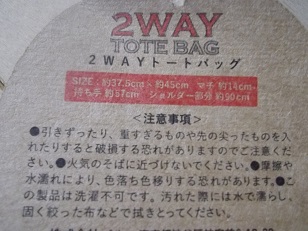 2WAY
TOTE BAG
2WAYトートバッグ
SIZE:約37.5cm - 約45cm マチ 約14cm
持ち手 約57cm ショルダー部分 約90cm
<注意事項>
●引きずったり、重すぎるものや先の尖ったものを入
れたりすると破損する恐れがありますのでご注意くだ
さい。●火気のそばに近づけないでください。●摩擦や
水濡れにより、色落ち色移りする恐れがあります。●こ
の製品は洗濯不可です。汚れた際には水で濡らし、
固く絞った布などで拭きとってください。